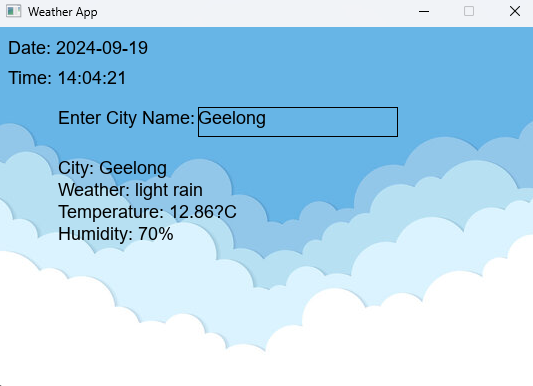 Weather App
Date: 2024-09-19
Time: 14:04:21
Enter City Name: Geelong
City: Geelong
Weather: light rain
Temperature: 12.86?C
Humidity: 70%